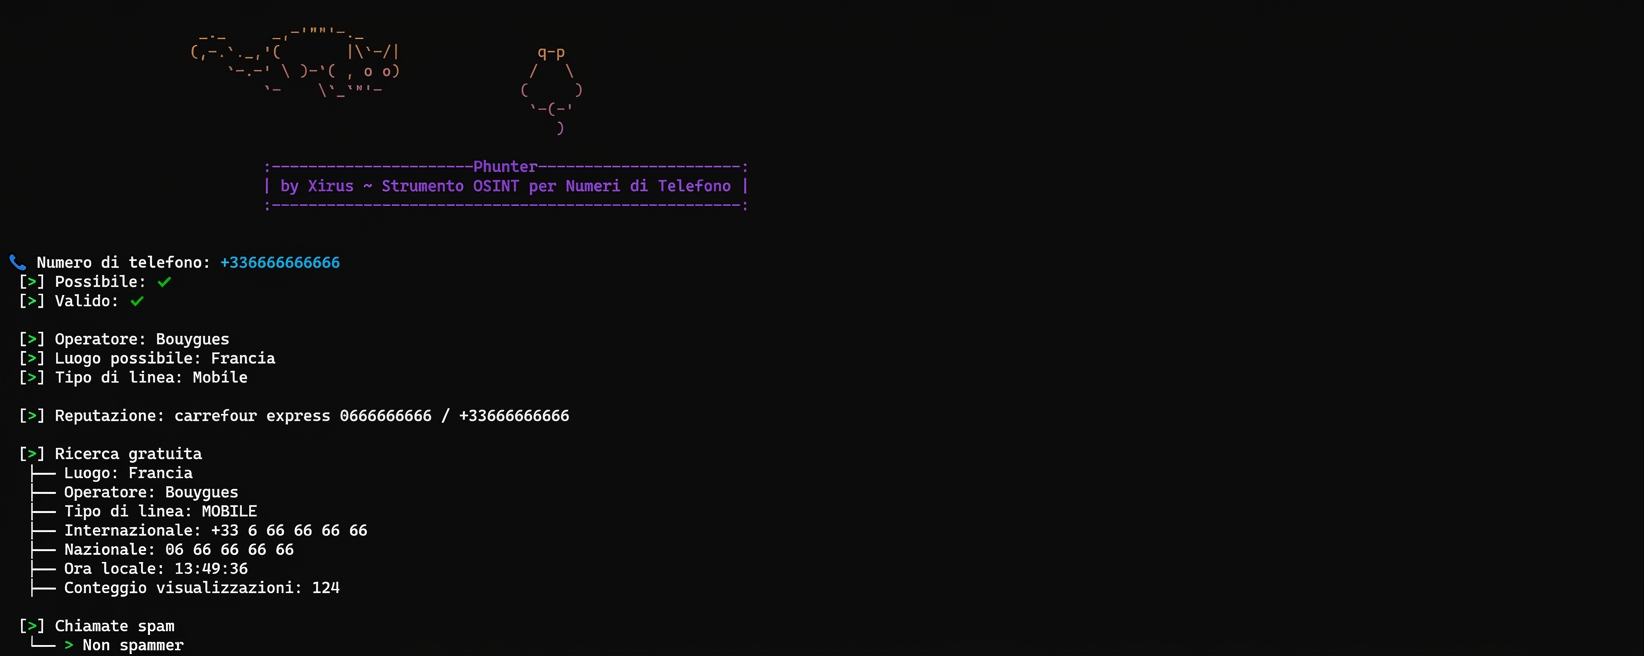 :----------------------Phunter----------------------:
| by Xirus ~ Strumento OSINT per Numeri di Telefono |
:---------------------------------------------------:
📞 Numero di telefono: +336666666666
[>] Possibile: ✔
[>] Valido: ✔
[>] Operatore: Bouygues
[>] Luogo possibile: Francia
[>] Tipo di linea: Mobile
[>] Reputazione: carrefour express 0666666666 / +33666666666
[>] Ricerca gratuita
├── Luogo: Francia
├── Operatore: Bouygues
├── Tipo di linea: MOBILE
├── Internazionale: +33 6 66 66 66 66
├── Nazionale: 06 66 66 66 66
├── Ora locale: 13:49:36
├── Conteggio visualizzazioni: 124
[>] Chiamate spam
└── > Non spammer